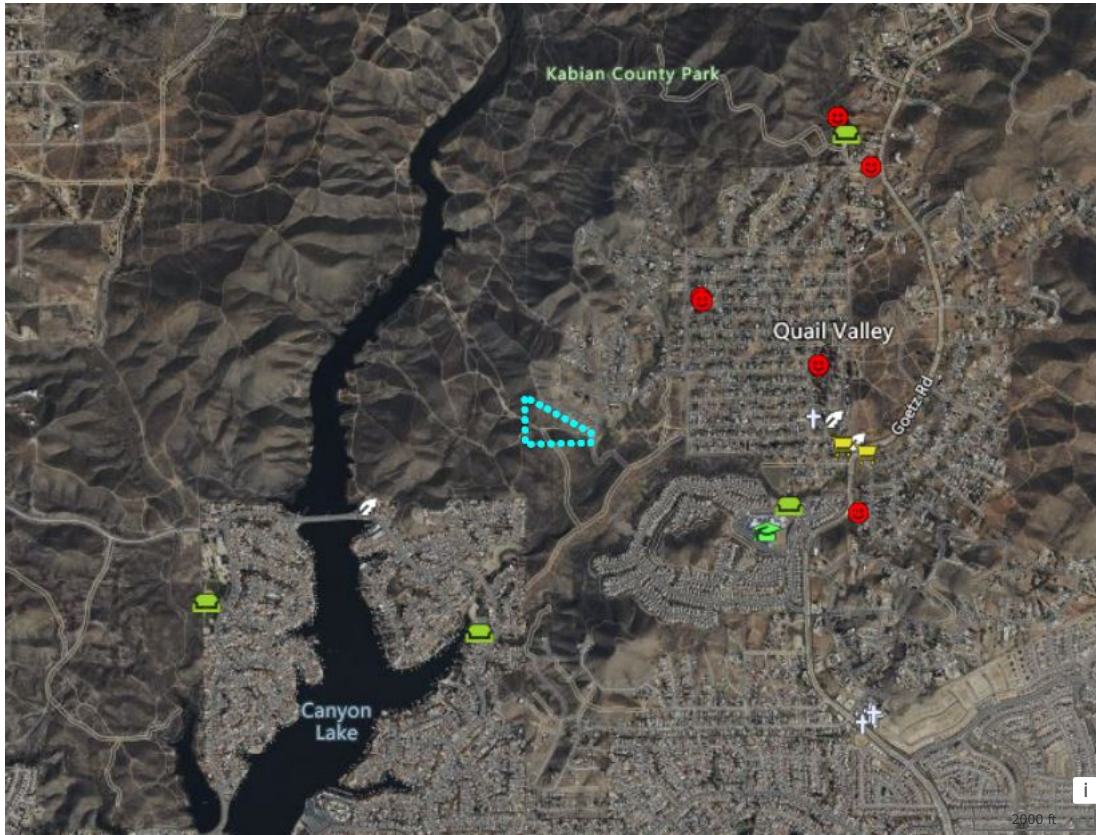 Kabian County Park
Quail Valley
Goetz Rd
Canyon
Lake
i
2000 ft